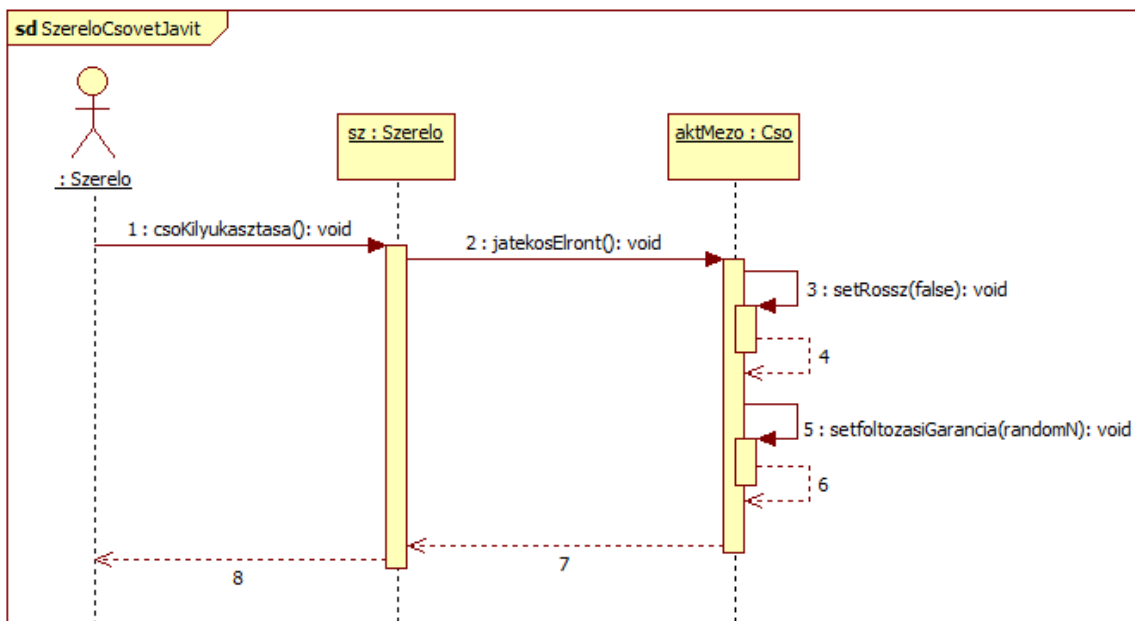 sd SzereloCsovetJavit
: Szerelo
sz : Szerelo
aktMezo : Cso
1 : csoKilyukasztasa(): void
2 : jatekosElront(): void
3 : setRossz(false): void
4
5 : setfoltozasiGarancia(randomN): void
6
7
8